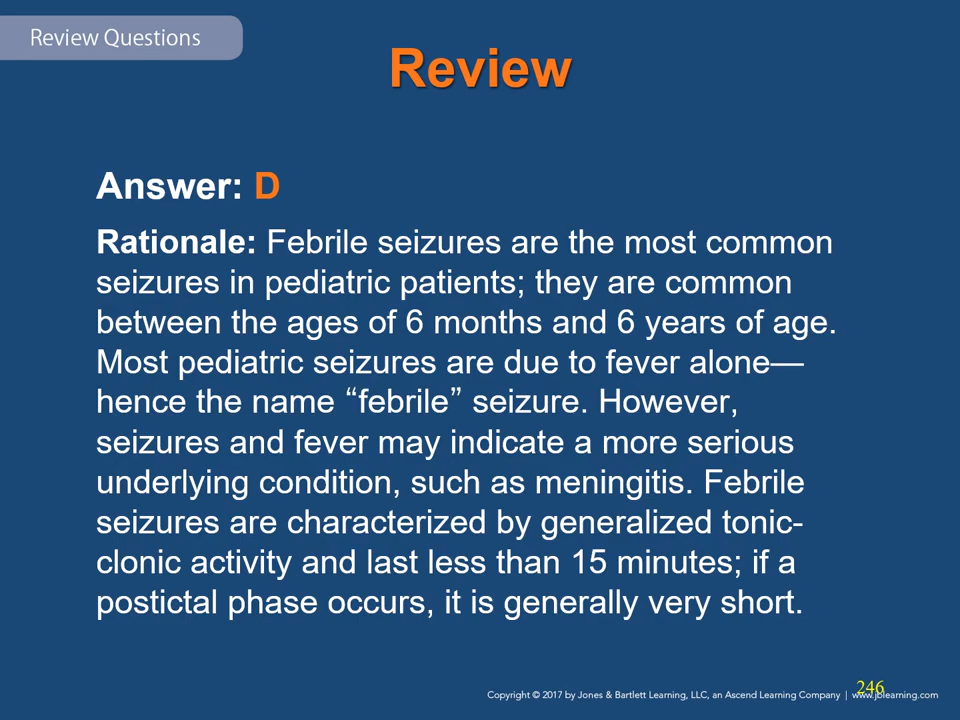 Review Questions
Review
Answer: D
Rationale: Febrile seizures are the most common
seizures in pediatric patients; they are common
between the ages of 6 months and 6 years of age.
Most pediatric seizures are due to fever alone—
hence the name “febrile” seizure. However,
seizures and fever may indicate a more serious
underlying condition, such as meningitis. Febrile
seizures are characterized by generalized tonic-
clonic activity and last less than 15 minutes; if a
postictal phase occurs, it is generally very short.
246
Copyright © 2017 by Jones & Bartlett Learning, LLC, an Ascend Learning Company | www.jblearning.com